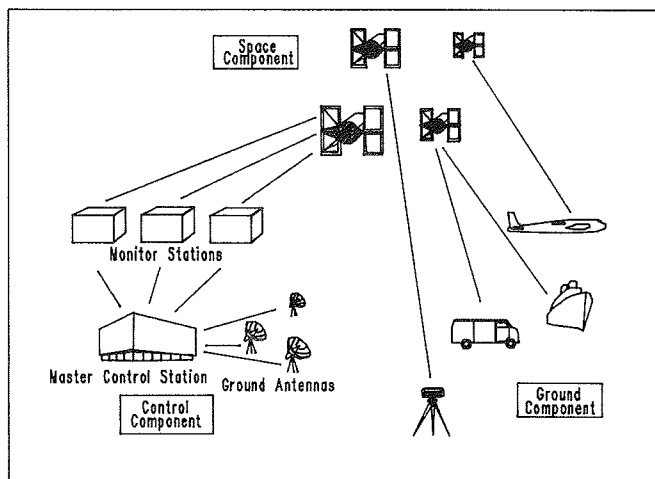 Space
Component
Monitor Stations
Master Control Station
Ground Antennas
Control
Component
Ground
Component